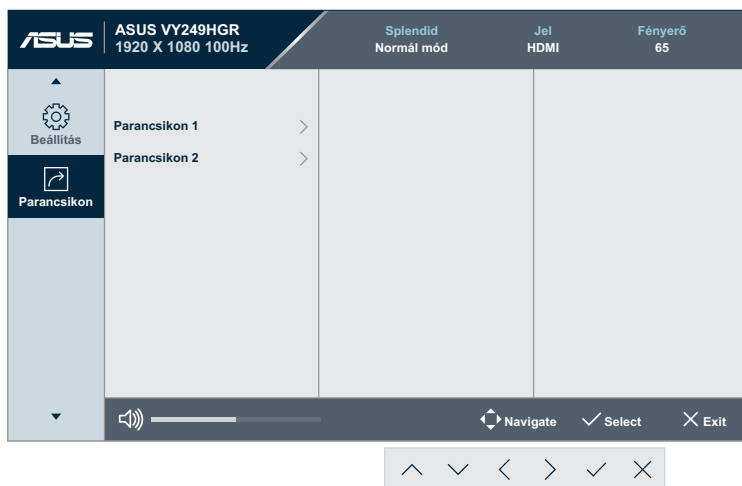 ASUS
ASUS VY249HGR
1920 X 1080 100Hz
Splendid
Normál mód
Jel
HDMI
Fényerő
65
Beállítás
Parancsikon
Parancsikon 1
Parancsikon 2
Navigate
Select
Exit